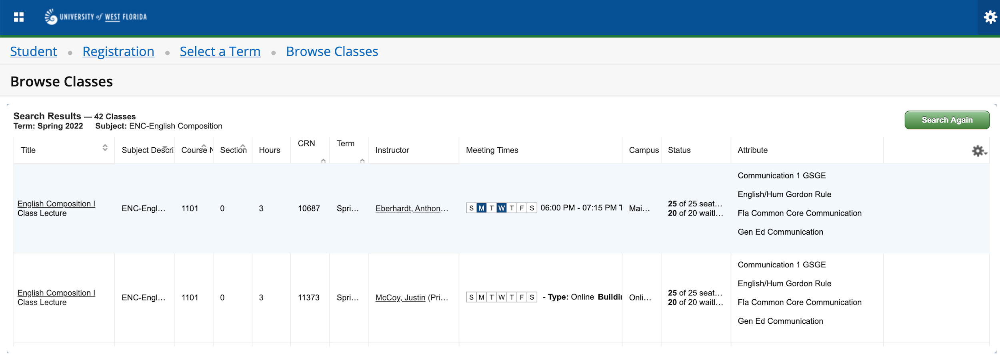 UNIVERSITY of WEST FLORIDA
Student • Registration • Select a Term • Browse Classes
Browse Classes
Search Results — 42 Classes
Term: Spring 2022 Subject: ENC-English Composition
Search Again
Title Subject Descri Course N Section Hours CRN Term Instructor Meeting Times Campus Status Attribute
English Composition I
Class Lecture
ENC-Engl...
1101
0
3
10687
Spri...
Eberhardt, Anthon...
S M T W T F S 06:00 PM - 07:15 PM T
Mai...
25 of 25 seat...
20 of 20 waitl...
Communication 1 GSGE
English/Hum Gordon Rule
Fla Common Core Communication
Gen Ed Communication
English Composition I
Class Lecture
ENC-Engl...
1101
0
3
11373
Spri...
McCoy, Justin (Pri...
S M T W T F S - Type: Online Buildin
Onli...
25 of 25 seat...
20 of 20 waitl...
Communication 1 GSGE
English/Hum Gordon Rule
Fla Common Core Communication
Gen Ed Communication